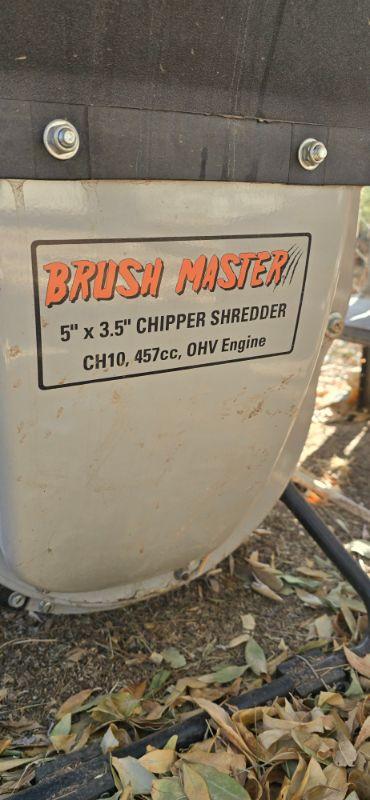 BRUSH MASTER
5" x 3.5" CHIPPER SHREDDER
CH10, 457cc, OHV Engine